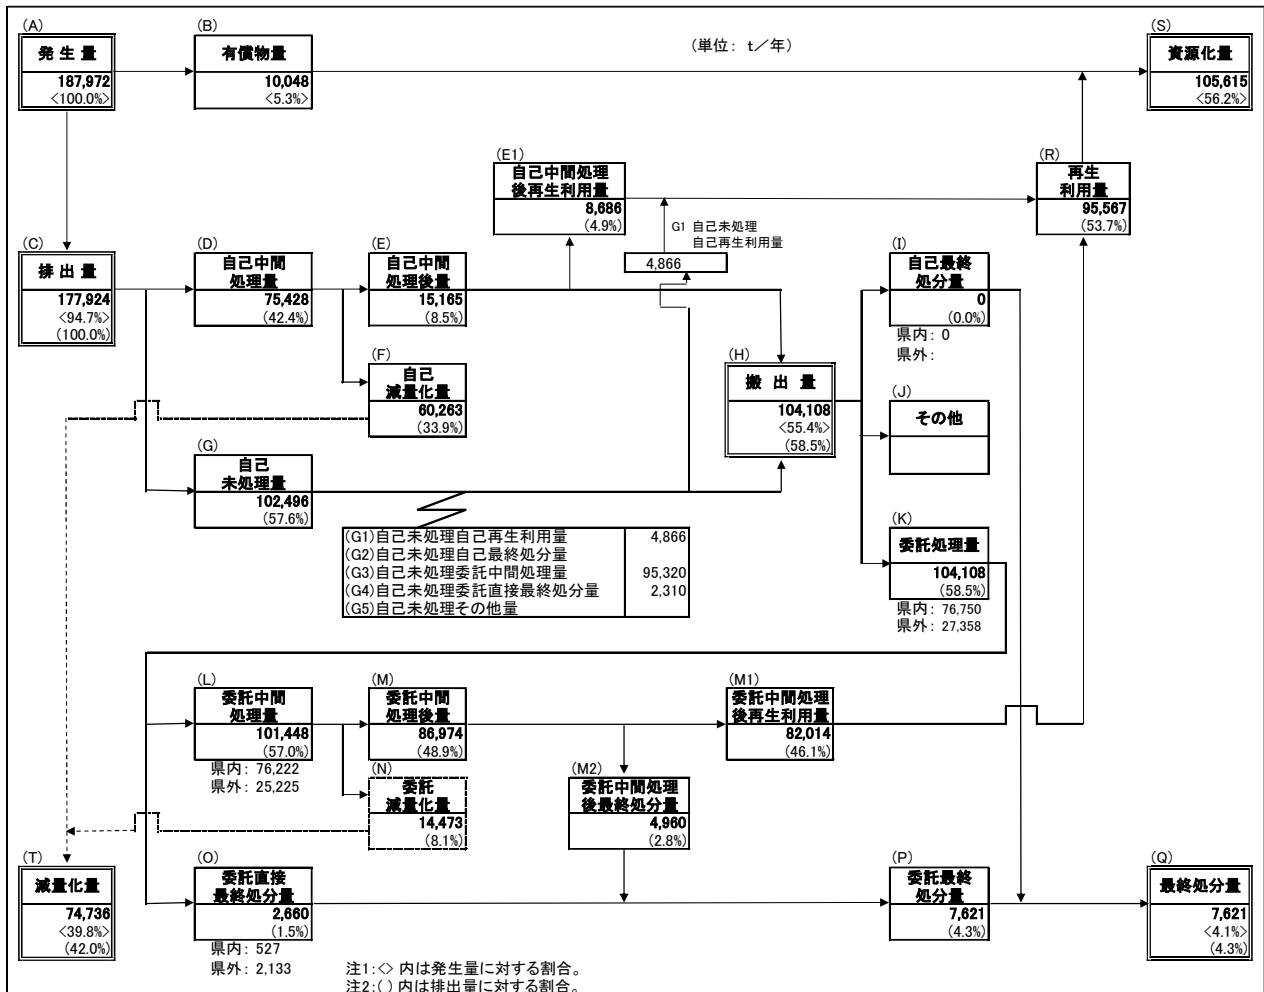 (A)
発生量
187,972
<100.0%>
(B)
有償物量
10,048
<5.3%>
(単位： t／年)
(S)
資源化量
105,615
<56.2%>
(E1)
自己中間処理
後再生利用量
8,686
(4.9%)
G1 自己未処理
自己再生利用量
4,866
(R)
再生
利用量
95,567
(53.7%)
(C)
排出量
177,924
<94.7%>
(100.0%)
(D)
自己中間
処理量
75,428
(42.4%)
(E)
自己中間
処理後量
15,165
(8.5%)
(I)
自己最終
処分量
0
(0.0%)
県内： 0
県外：
(F)
自己
減量化量
60,263
(33.9%)
(H)
搬出量
104,108
<55.4%>
(58.5%)
(J)
その他
(G)
自己
未処理量
102,496
(57.6%)
(G1)自己未処理自己再生利用量 4,866
(G2)自己未処理自己最終処分量
(G3)自己未処理委託中間処理量 95,320
(G4)自己未処理委託直接最終処分量 2,310
(G5)自己未処理その他量
(K)
委託処理量
104,108
(58.5%)
県内： 76,750
県外： 27,358
(L)
委託中間
処理量
101,448
(57.0%)
県内： 76,222
県外： 25,225
(M)
委託中間
処理後量
86,974
(48.9%)
(M1)
委託中間処理
後再生利用量
82,014
(46.1%)
(N)
委託
減量化量
14,473
(8.1%)
(M2)
委託中間処理
後最終処分量
4,960
(2.8%)
(T)
減量化量
74,736
<39.8%>
(42.0%)
(O)
委託直接
最終処分量
2,660
(1.5%)
県内： 527
県外： 2,133
(P)
委託最終
処分量
7,621
(4.3%)
(Q)
最終処分量
7,621
<4.1%>
(4.3%)
注1：<> 内は発生量に対する割合。
注2：( ) 内は排出量に対する割合。